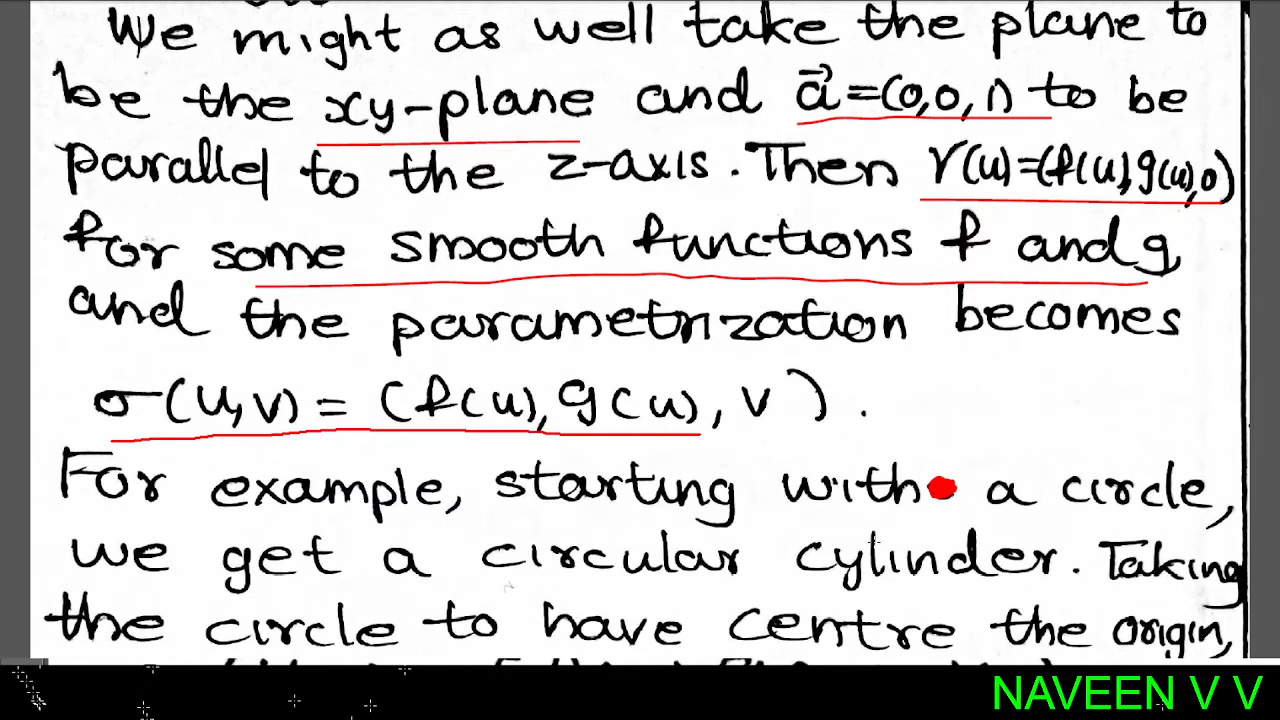 We might as well take the plane to
be the xy-plane and a⃗=(0,0,1) to be
parallel to the z-axis. Then γ(u)=(f(u),g(u),0)
for some smooth functions f and g
and the parametrization becomes
σ(u,v) = (f(u), g(u), v).
For example, starting with a circle,
we get a circular cylinder. Taking
the circle to have centre the origin,
NAVEEN V V